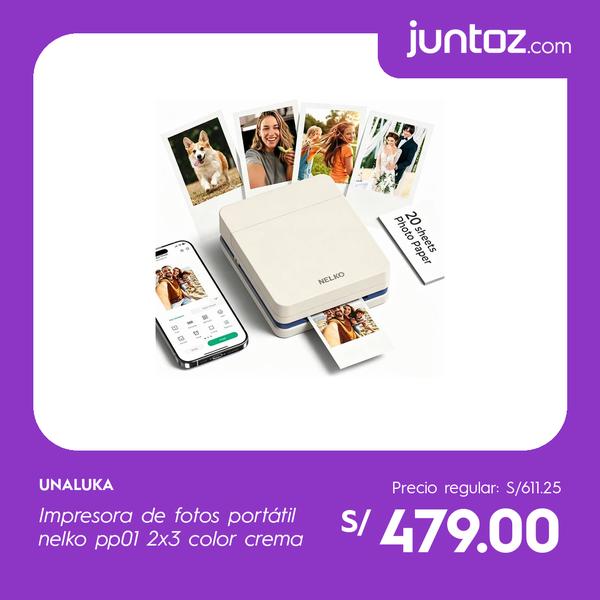 juntoz.com
20 sheets
Photo Paper
NELKO
UNALUKA
Impresora de fotos portátil
nelko pp01 2x3 color crema
Precio regular: S/611.25
S/ 479.00